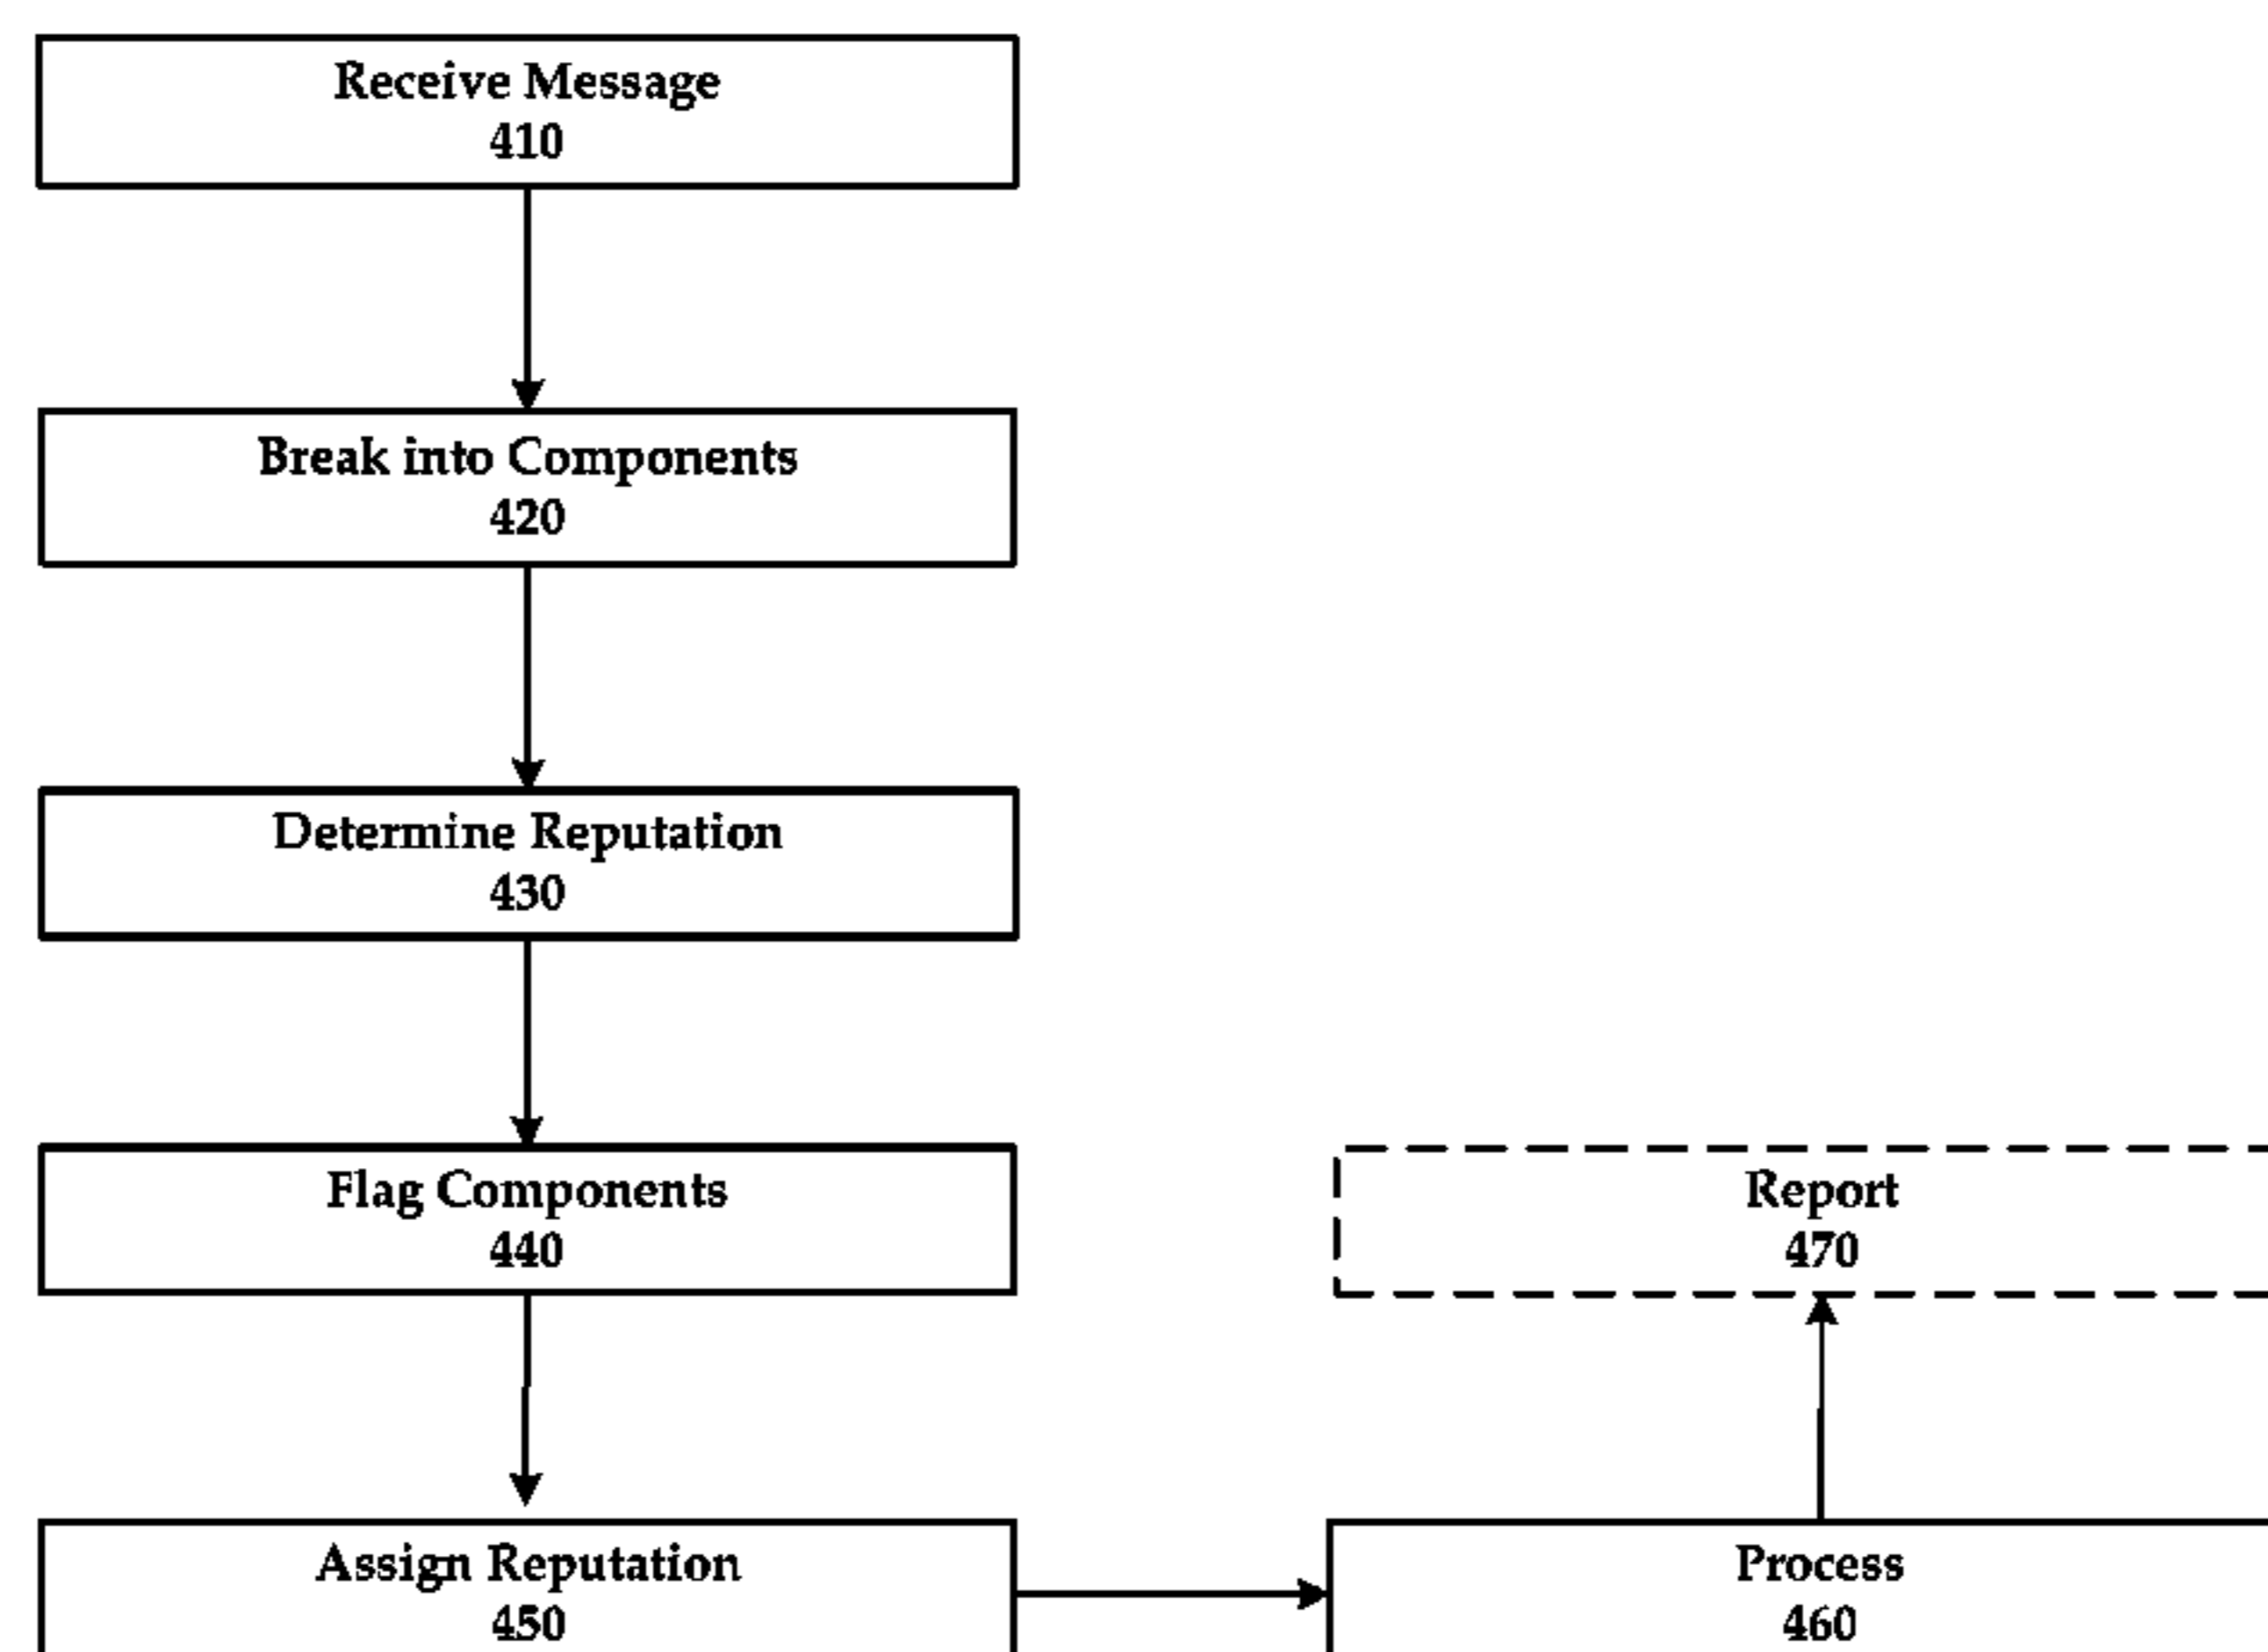 Receive Message
410
Break into Components
420
Determine Reputation
430
Flag Components
440
Assign Reputation
450
Process
460
Report
470